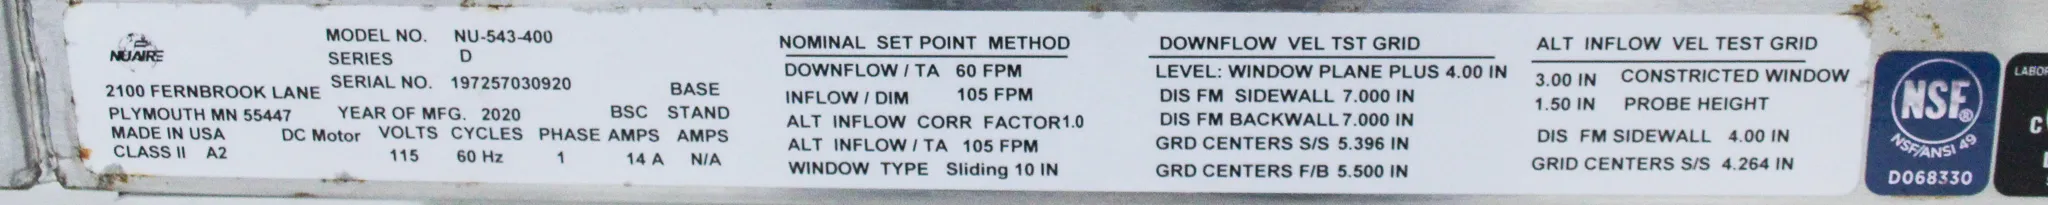 NUAIRE
2100 FERNBROOK LANE
PLYMOUTH MN 55447
MADE IN USA
CLASS II A2
MODEL NO. NU-543-400
SERIES D
SERIAL NO. 197257030920
YEAR OF MFG. 2020
DC Motor VOLTS CYCLES PHASE BSC AMPS BASE STAND AMPS
115 60 Hz 1 14 A N/A
NOMINAL SET POINT METHOD
DOWNFLOW / TA 60 FPM
INFLOW / DIM 105 FPM
ALT INFLOW CORR FACTOR 1.0
ALT INFLOW / TA 105 FPM
WINDOW TYPE Sliding 10 IN
DOWNFLOW VEL TST GRID
LEVEL: WINDOW PLANE PLUS 4.00 IN
DIS FM SIDEWALL 7.000 IN
DIS FM BACKWALL 7.000 IN
GRD CENTERS S/S 5.396 IN
GRD CENTERS F/B 5.500 IN
ALT INFLOW VEL TEST GRID
3.00 IN CONSTRICTED WINDOW
1.50 IN PROBE HEIGHT
DIS FM SIDEWALL 4.00 IN
GRID CENTERS S/S 4.264 IN
NSF®
NSF/ANSI 49
D068330